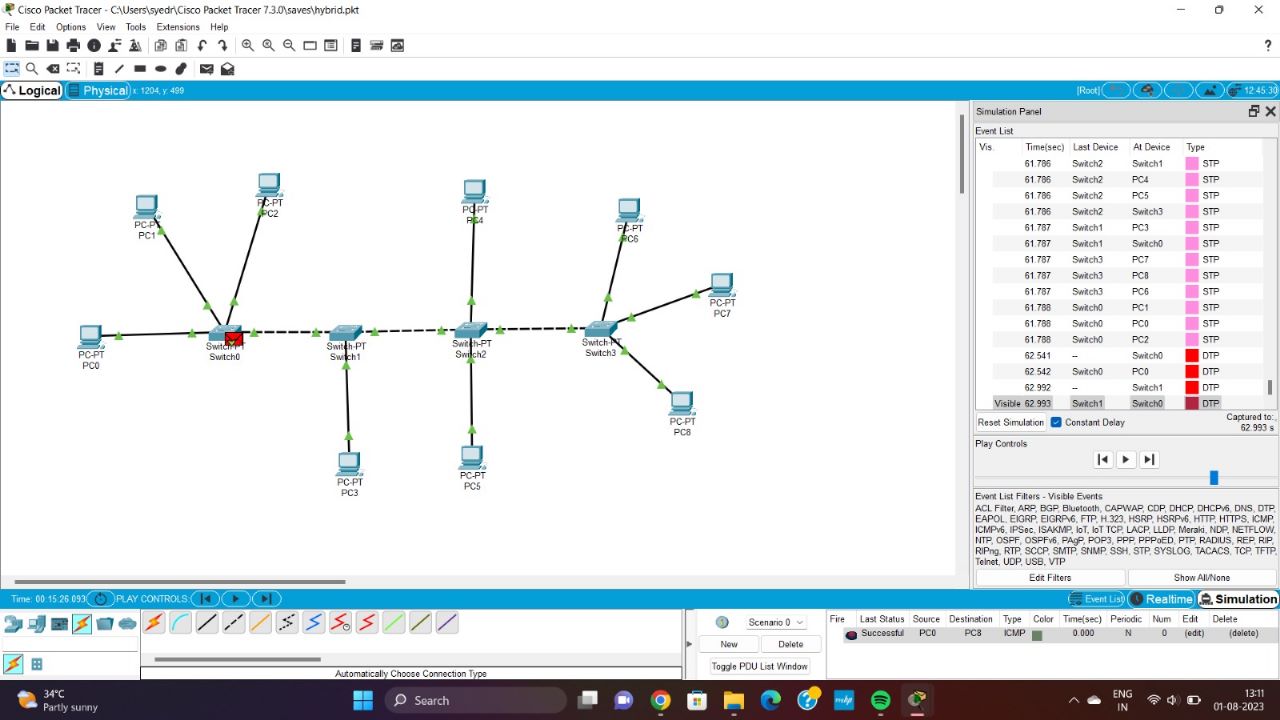 Cisco Packet Tracer - C:\Users\syedr\Cisco Packet Tracer 7.3.0\saves\hybrid.pkt
File Edit Options View Tools Extensions Help
?
Logical Physical x: 1204, y: 499 [Root] 12:45:30
PC-PT
PC1
PC-PT
PC2
PC-PT
PC4
PC-PT
PC6
PC-PT
PC7
PC-PT
PC0
Switch-PT
Switch0
Switch-PT
Switch1
Switch-PT
Switch2
Switch-PT
Switch3
PC-PT
PC8
PC-PT
PC3
PC-PT
PC5
Simulation Panel
Event List
Vis. Time(sec) Last Device At Device Type
61.786 Switch2 Switch1 STP
61.786 Switch2 PC4 STP
61.786 Switch2 PC5 STP
61.786 Switch2 Switch3 STP
61.787 Switch1 PC3 STP
61.787 Switch1 Switch0 STP
61.787 Switch3 PC7 STP
61.787 Switch3 PC8 STP
61.787 Switch3 PC6 STP
61.788 Switch0 PC1 STP
61.788 Switch0 PC0 STP
61.788 Switch0 PC2 STP
62.541 -- Switch0 DTP
62.542 Switch0 PC0 DTP
62.992 -- Switch1 DTP
Visible 62.993 Switch1 Switch0 DTP
Reset Simulation Constant Delay Captured to:
62.993 s
Play Controls
Event List Filters - Visible Events
ACL Filter, ARP, BGP, Bluetooth, CAPWAP, CDP, DHCP, DHCPv6, DNS, DTP,
EAPOL, EIGRP, EIGRPv6, FTP, H.323, HSRP, HSRPv6, HTTP, HTTPS, ICMP,
ICMPv6, IPSec, ISAKMP, IoT, IoT TCP, LACP, LLDP, Meraki, NDP, NETFLOW,
NTP, OSPF, OSPFv6, PAgP, POP3, PPP, PPPoED, PTP, RADIUS, REP, RIP,
RIPng, RTP, SCCP, SMTP, SNMP, SSH, STP, SYSLOG, TACACS, TCP, TFTP,
Telnet, UDP, USB, VTP
Edit Filters Show All/None
Time: 00:15:26.093 PLAY CONTROLS: Event List Realtime Simulation
Automatically Choose Connection Type
Scenario 0
New Delete
Toggle PDU List Window
Fire Last Status Source Destination Type Color Time(sec) Periodic Num Edit Delete
Successful PC0 PC8 ICMP 0.000 N 0 (edit) (delete)
34°C
Partly sunny
Search
ENG
IN
13:11
01-08-2023